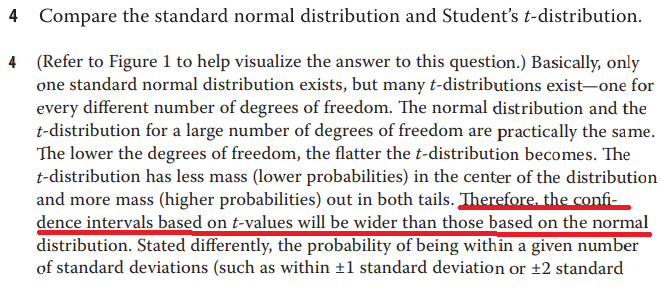 4 Compare the standard normal distribution and Student's t-distribution.
4 (Refer to Figure 1 to help visualize the answer to this question.) Basically, only
one standard normal distribution exists, but many t-distributions exist—one for
every different number of degrees of freedom. The normal distribution and the
t-distribution for a large number of degrees of freedom are practically the same.
The lower the degrees of freedom, the flatter the t-distribution becomes. The
t-distribution has less mass (lower probabilities) in the center of the distribution
and more mass (higher probabilities) out in both tails. Therefore, the confi-
dence intervals based on t-values will be wider than those based on the normal
distribution. Stated differently, the probability of being within a given number
of standard deviations (such as within ±1 standard deviation or ±2 standard